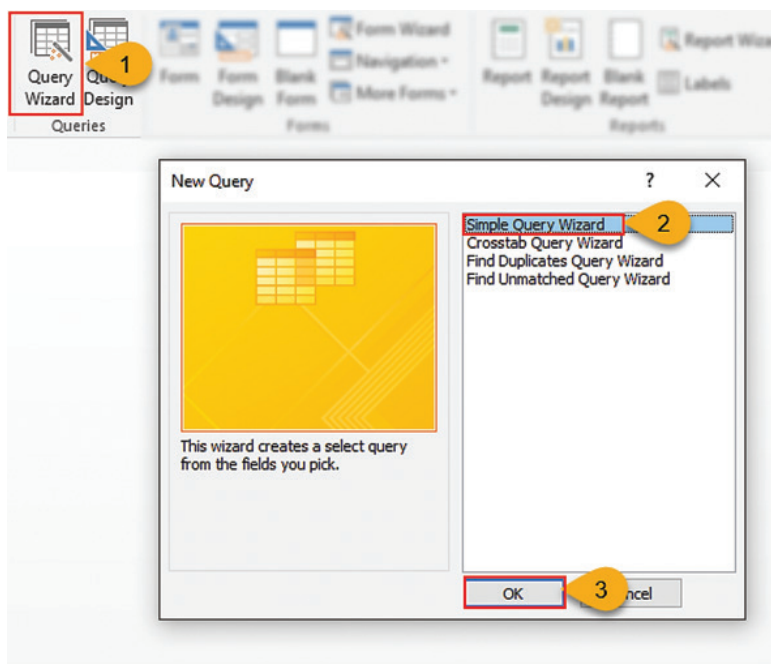 Query Wizard
Design
1
Queries
Form
Form Design
Blank Form
Form Wizard
Navigation
More Forms
Forms
Report
Report Design
Blank Report
Labels
Reports
New Query
?
Simple Query Wizard
2
Crosstab Query Wizard
Find Duplicates Query Wizard
Find Unmatched Query Wizard
This wizard creates a select query
from the fields you pick.
OK
3